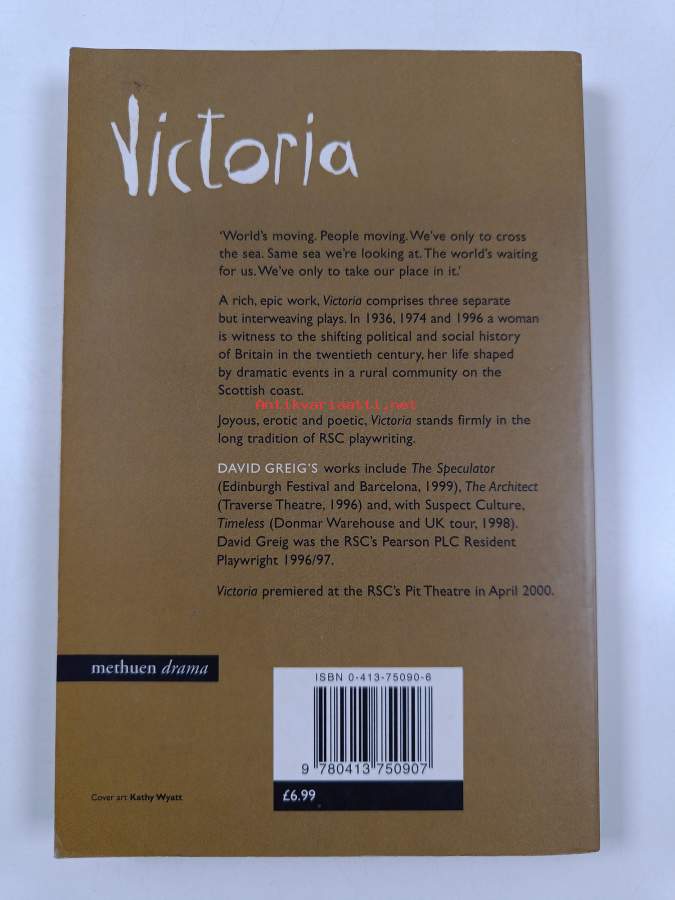 Victoria
‘World’s moving. People moving. We’ve only to cross
the sea. Same sea we’re looking at. The world’s waiting
for us. We’ve only to take our place in it.’
A rich, epic work, Victoria comprises three separate
but interweaving plays. In 1936, 1974 and 1996 a woman
is witness to the shifting political and social history
of Britain in the twentieth century, her life shaped
by dramatic events in a rural community on the
Scottish coast.
Antikvariaatti.net
Joyous, erotic and poetic, Victoria stands firmly in the
long tradition of RSC playwriting.
DAVID GREIG’S works include The Speculator
(Edinburgh Festival and Barcelona, 1999), The Architect
(Traverse Theatre, 1996) and, with Suspect Culture,
Timeless (Donmar Warehouse and UK tour, 1998).
David Greig was the RSC’s Pearson PLC Resident
Playwright 1996/97.
Victoria premiered at the RSC’s Pit Theatre in April 2000.
methuen drama
ISBN 0-413-75090-6
9 780413 750907
£6.99
Cover art Kathy Wyatt